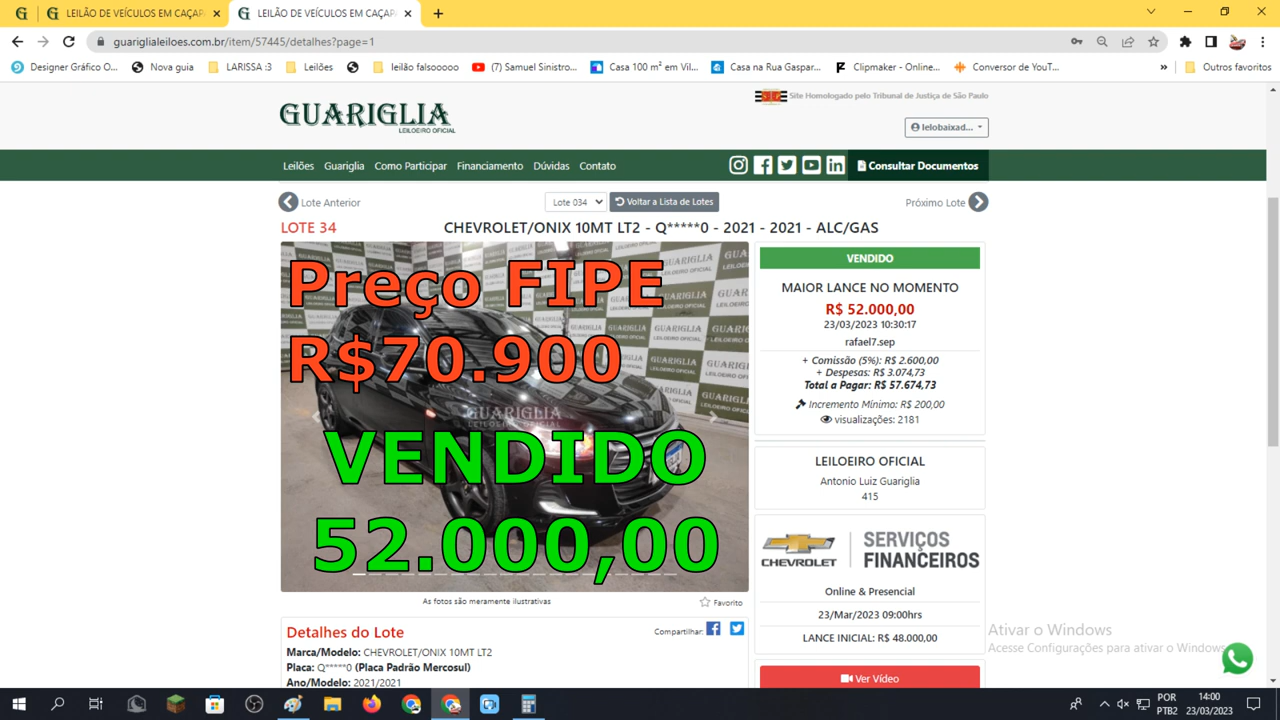 LEILÃO DE VEÍCULOS EM CAÇAP
LEILÃO DE VEÍCULOS EM CAÇAPA
guariglialeiloes.com.br/item/57445/detalhes?page=1
Designer Gráfico O...
Nova guia
LARISSA :3
Leilões
leilão falsooooo
(7) Samuel Sinistro...
Casa 100 m² em Vil...
Casa na Rua Gaspar...
Clipmaker - Online...
Conversor de YouT...
»
Outros favoritos
GUARIGLIA
LEILOEIRO OFICIAL
Site Homologado pelo Tribunal de Justiça de São Paulo
lelobaixad...
Leilões
Guariglia
Como Participar
Financiamento
Dúvidas
Contato
Consultar Documentos
Lote Anterior
Lote 034
Voltar a Lista de Lotes
Próximo Lote
LOTE 34
CHEVROLET/ONIX 10MT LT2 - Q*****0 - 2021 - 2021 - ALC/GAS
Preço FIPE
R$70.900
GUARIGLIA
LEILOEIRO OFICIAL
VENDIDO
52.000,00
As fotos são meramente ilustrativas
Favorito
Detalhes do Lote
Compartilhar:
Marca/Modelo: CHEVROLET/ONIX 10MT LT2
Placa: Q*****0 (Placa Padrão Mercosul)
Ano/Modelo: 2021/2021
VENDIDO
MAIOR LANCE NO MOMENTO
R$ 52.000,00
23/03/2023 10:30:17
rafael7.sep
+ Comissão (5%): R$ 2.600,00
+ Despesas: R$ 3.074,73
Total a Pagar: R$ 57.674,73
Incremento Mínimo: R$ 200,00
visualizações: 2181
LEILOEIRO OFICIAL
Antonio Luiz Guariglia
415
CHEVROLET
SERVIÇOS
FINANCEIROS
Online & Presencial
23/Mar/2023 09:00hrs
LANCE INICIAL: R$ 48.000,00
Ver Vídeo
Ativar o Windows
Acesse Configurações para ativar o Windows
POR
PTB2
14:00
23/03/2023